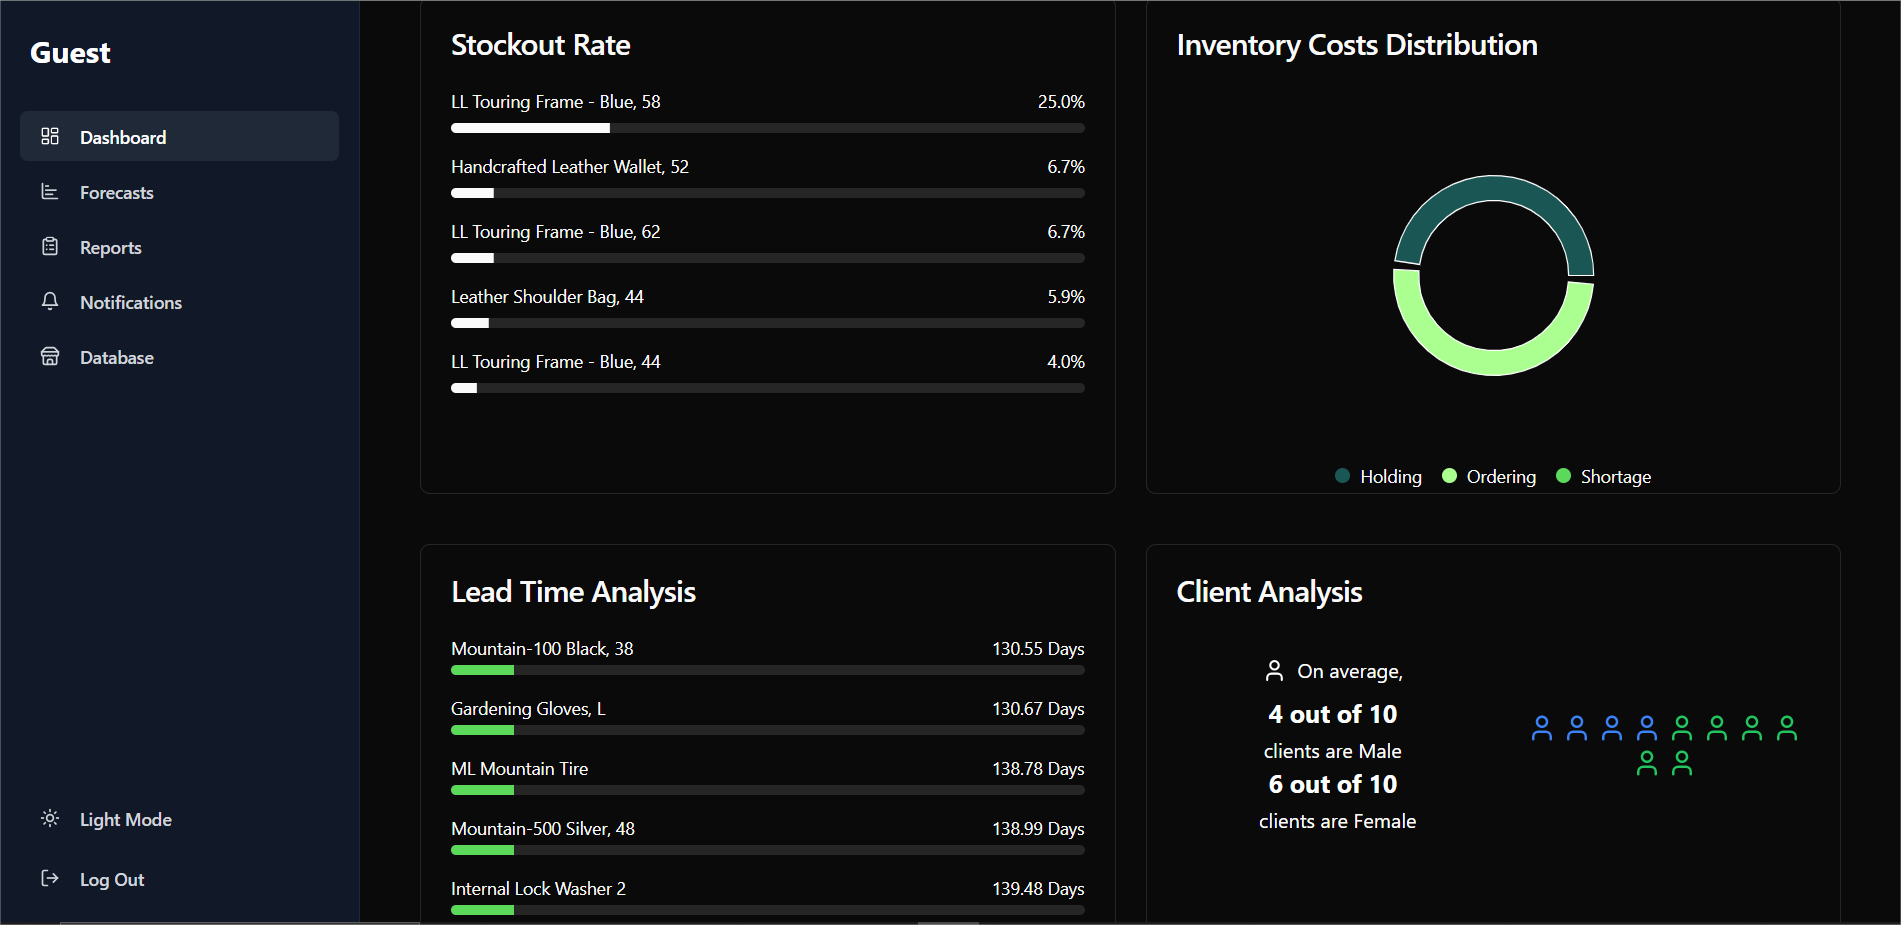 Guest
Dashboard
Forecasts
Reports
Notifications
Database
Light Mode
Log Out
Stockout Rate
LL Touring Frame - Blue, 58 25.0%
Handcrafted Leather Wallet, 52 6.7%
LL Touring Frame - Blue, 62 6.7%
Leather Shoulder Bag, 44 5.9%
LL Touring Frame - Blue, 44 4.0%
Inventory Costs Distribution
Holding Ordering Shortage
Lead Time Analysis
Mountain-100 Black, 38 130.55 Days
Gardening Gloves, L 130.67 Days
ML Mountain Tire 138.78 Days
Mountain-500 Silver, 48 138.99 Days
Internal Lock Washer 2 139.48 Days
Client Analysis
On average,
4 out of 10
clients are Male
6 out of 10
clients are Female